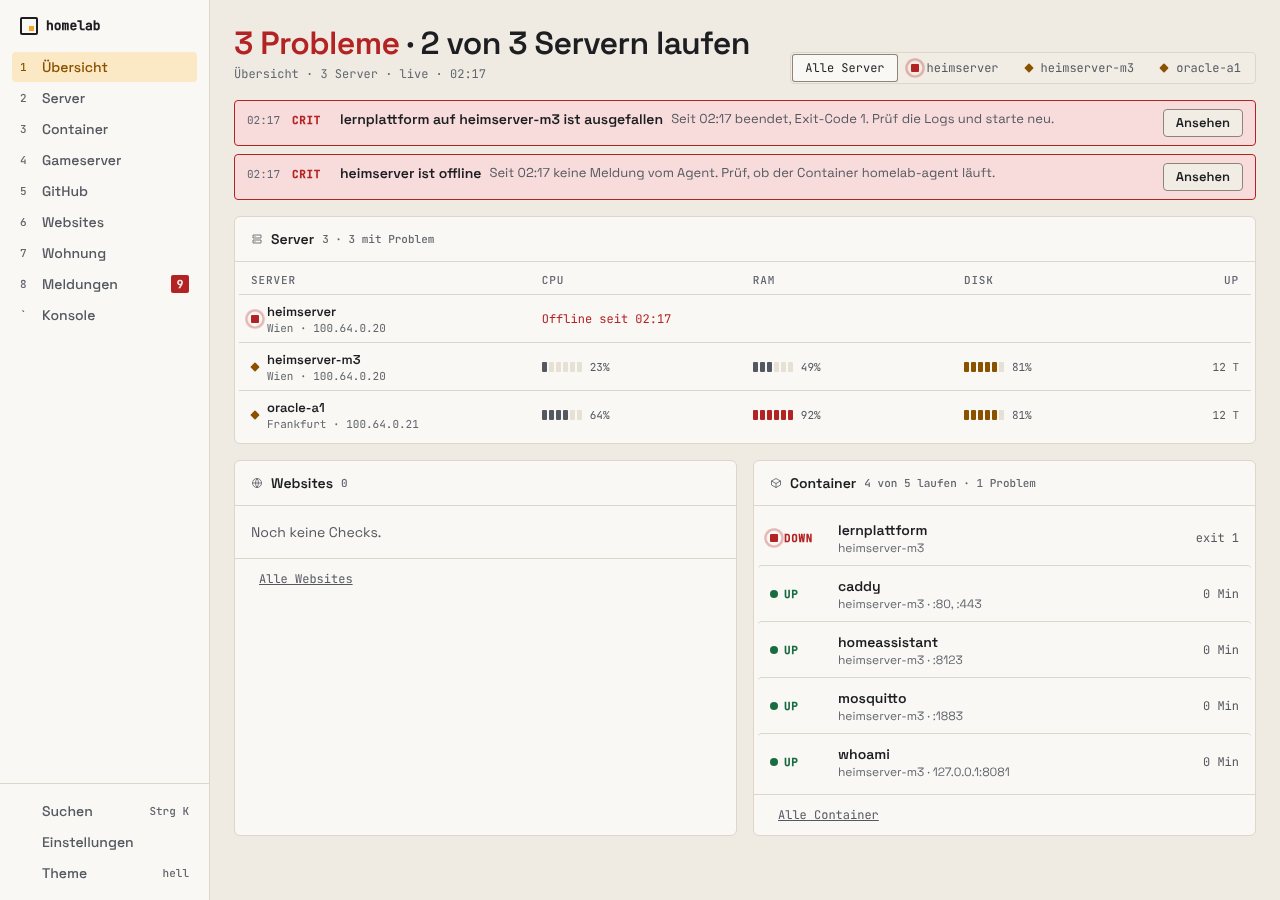 homelab
1 Übersicht
2 Server
3 Container
4 Gameserver
5 GitHub
6 Websites
7 Wohnung
8 Meldungen 9
` Konsole
Suchen Strg K
Einstellungen
Theme hell
3 Probleme · 2 von 3 Servern laufen
Übersicht · 3 Server · live · 02:17
Alle Server heimserver heimserver-m3 oracle-a1
02:17 CRIT lernplattform auf heimserver-m3 ist ausgefallen Seit 02:17 beendet, Exit-Code 1. Prüf die Logs und starte neu. Ansehen
02:17 CRIT heimserver ist offline Seit 02:17 keine Meldung vom Agent. Prüf, ob der Container homelab-agent läuft. Ansehen
Server 3 · 3 mit Problem
SERVER CPU RAM DISK UP
heimserver
Wien · 100.64.0.20
Offline seit 02:17
heimserver-m3
Wien · 100.64.0.20
23% 49% 81% 12 T
oracle-a1
Frankfurt · 100.64.0.21
64% 92% 81% 12 T
Websites 0
Noch keine Checks.
Alle Websites
Container 4 von 5 laufen · 1 Problem
DOWN lernplattform exit 1
heimserver-m3
UP caddy 0 Min
heimserver-m3 · :80, :443
UP homeassistant 0 Min
heimserver-m3 · :8123
UP mosquitto 0 Min
heimserver-m3 · :1883
UP whoami 0 Min
heimserver-m3 · 127.0.0.1:8081
Alle Container